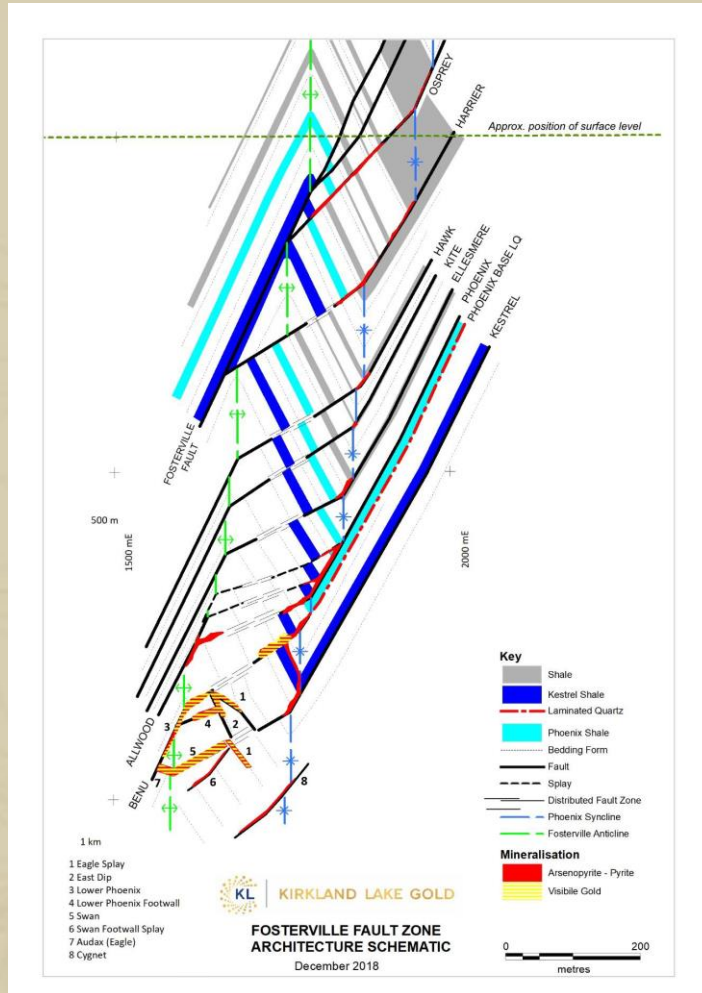 OSPREY
HARRIER
Approx. position of surface level
HAWK
KITE
ELLESMERE
PHOENIX
PHOENIX BASE LQ
KESTREL
FOSTERVILLE
FAULT
500 m
1500 mE
2000 mE
ALLWOOD
BENU
1
2
3
4
5
1
6
7
8
1 km
1 Eagle Splay
2 East Dip
3 Lower Phoenix
4 Lower Phoenix Footwall
5 Swan
6 Swan Footwall Splay
7 Audax (Eagle)
8 Cygnet
KL KIRKLAND LAKE GOLD
FOSTERVILLE FAULT ZONE
ARCHITECTURE SCHEMATIC
December 2018
Key
Shale
Kestrel Shale
Laminated Quartz
Phoenix Shale
Bedding Form
Fault
Splay
Distributed Fault Zone
Phoenix Syncline
Fosterville Anticline
Mineralisation
Arsenopyrite - Pyrite
Visibile Gold
0 200
metres